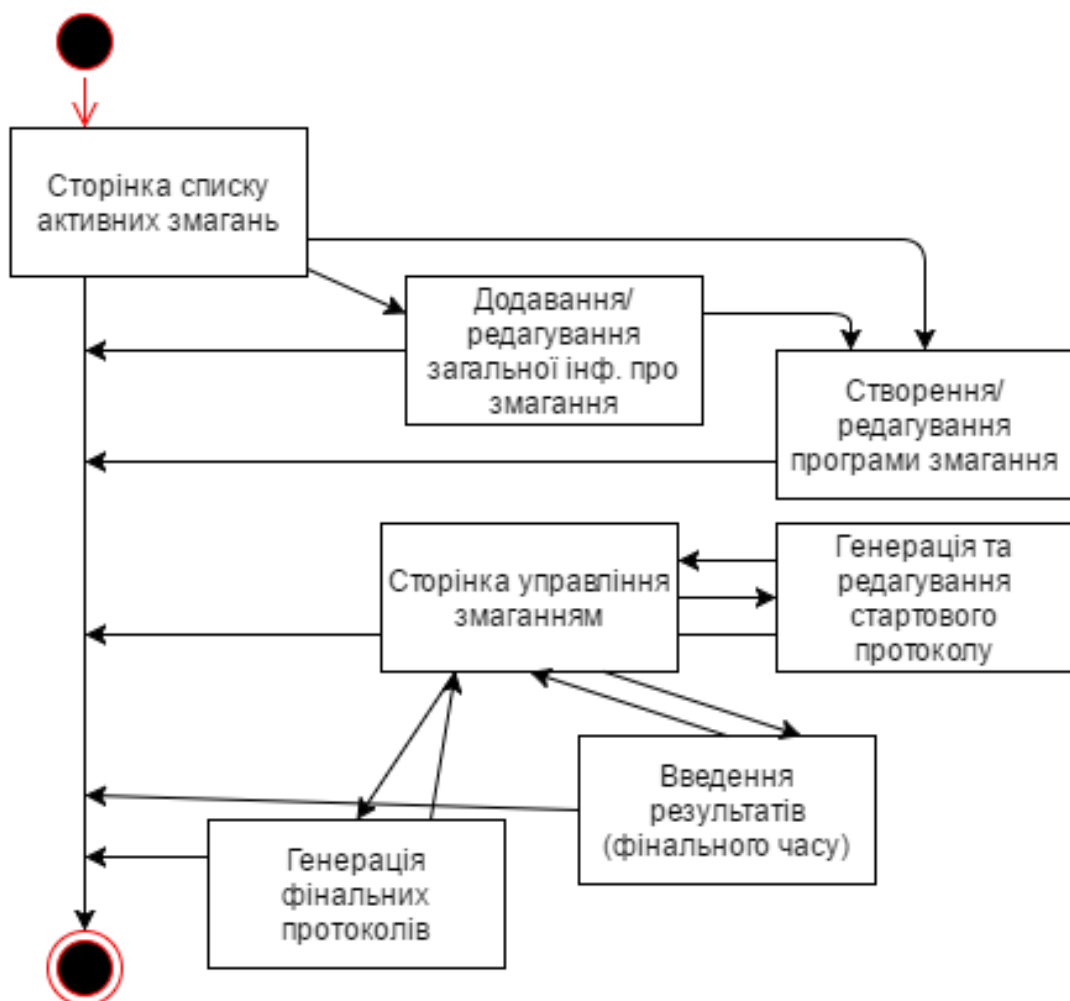 Сторінка списку
активних змагань
Додавання/
редагування
загальної інф. про
змагання
Створення/
редагування
програми змагання
Сторінка управління
змаганням
Генерація та
редагування
стартового
протоколу
Введення
результатів
(фінального часу)
Генерація
фінальних
протоколів